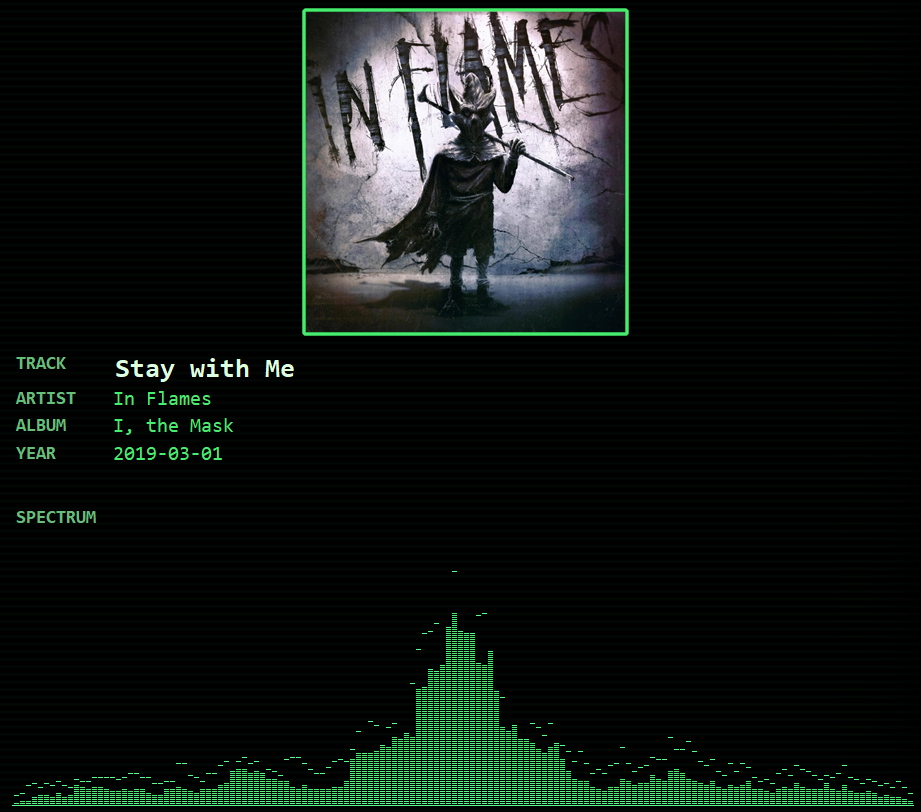 IN FLAMES
TRACK Stay with Me
ARTIST In Flames
ALBUM I, the Mask
YEAR 2019-03-01
SPECTRUM